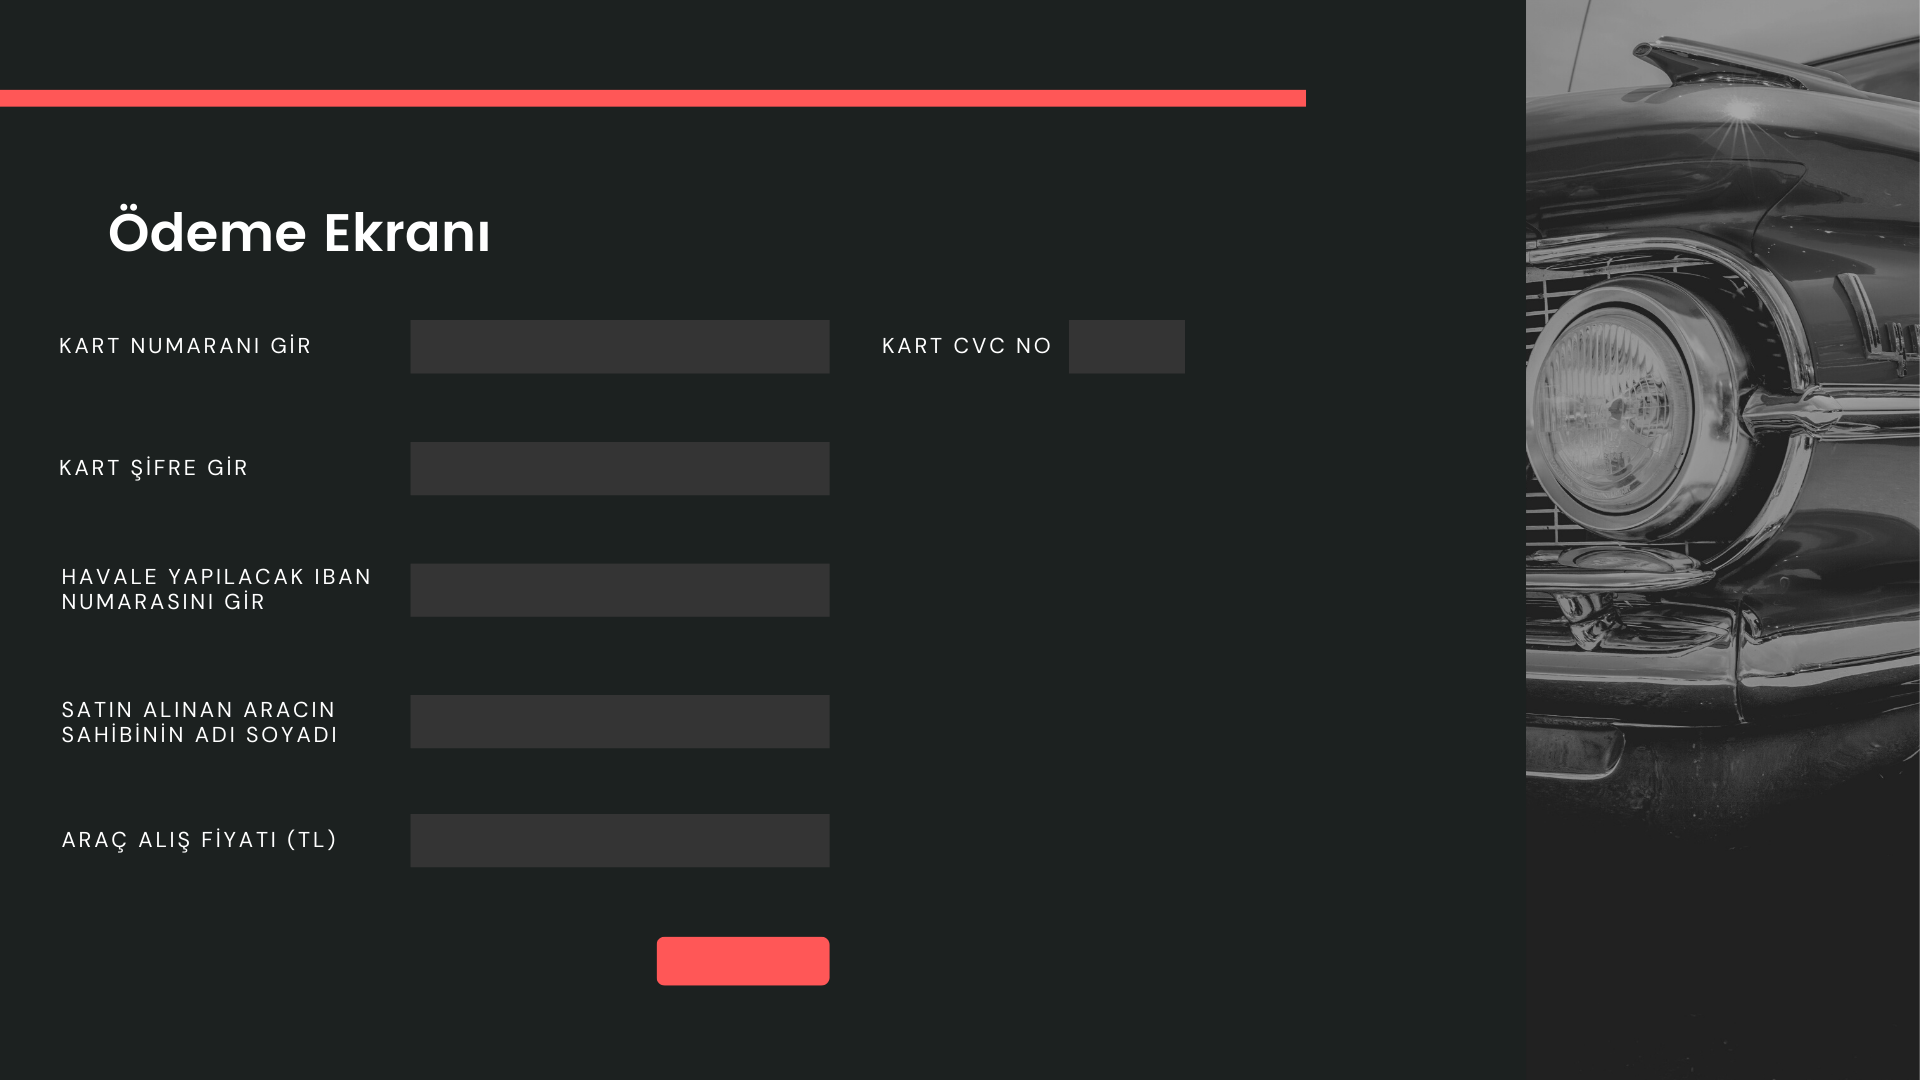 Ödeme Ekranı
KART NUMARANI GİR
KART CVC NO
KART ŞİFRE GİR
HAVALE YAPILACAK IBAN
NUMARASINI GİR
SATIN ALINAN ARACIN
SAHİBİNİN ADI SOYADI
ARAÇ ALIŞ FİYATI (TL)